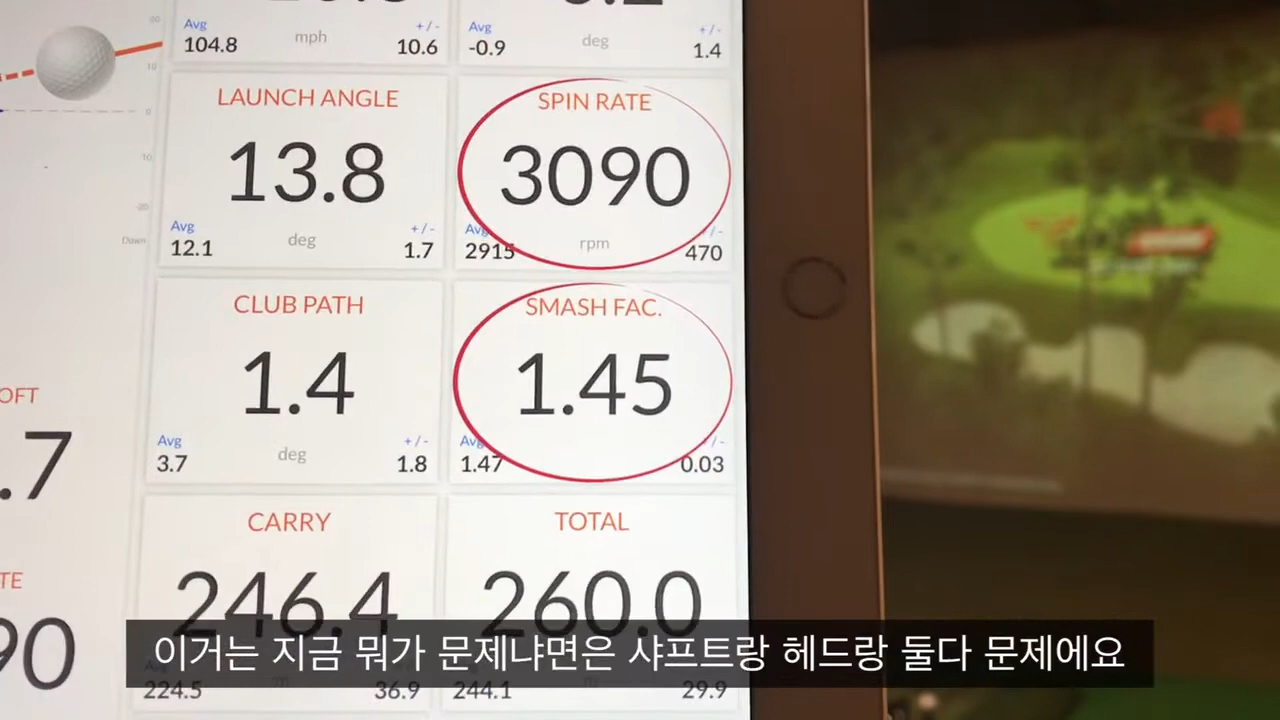 Avg
+/-
104.8
mph
10.6
Avg
+/-
-0.9
deg
1.4
LAUNCH ANGLE
13.8
Avg
+/-
12.1
deg
1.7
SPIN RATE
3090
2915
rpm
470
CLUB PATH
1.4
Avg
+/-
3.7
deg
1.8
SMASH FAC.
1.45
1.47
0.03
CARRY
246.4
224.5
36.9
TOTAL
260.0
244.1
29.9
Down
이거는 지금 뭐가 문제냐면은 샤프트랑 헤드랑 둘다 문제에요